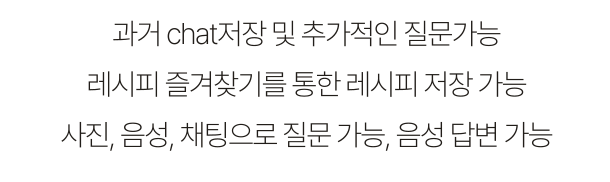 과거 chat저장 및 추가적인 질문가능
레시피 즐겨찾기를 통한 레시피 저장 가능
사진, 음성, 채팅으로 질문 가능, 음성 답변 가능